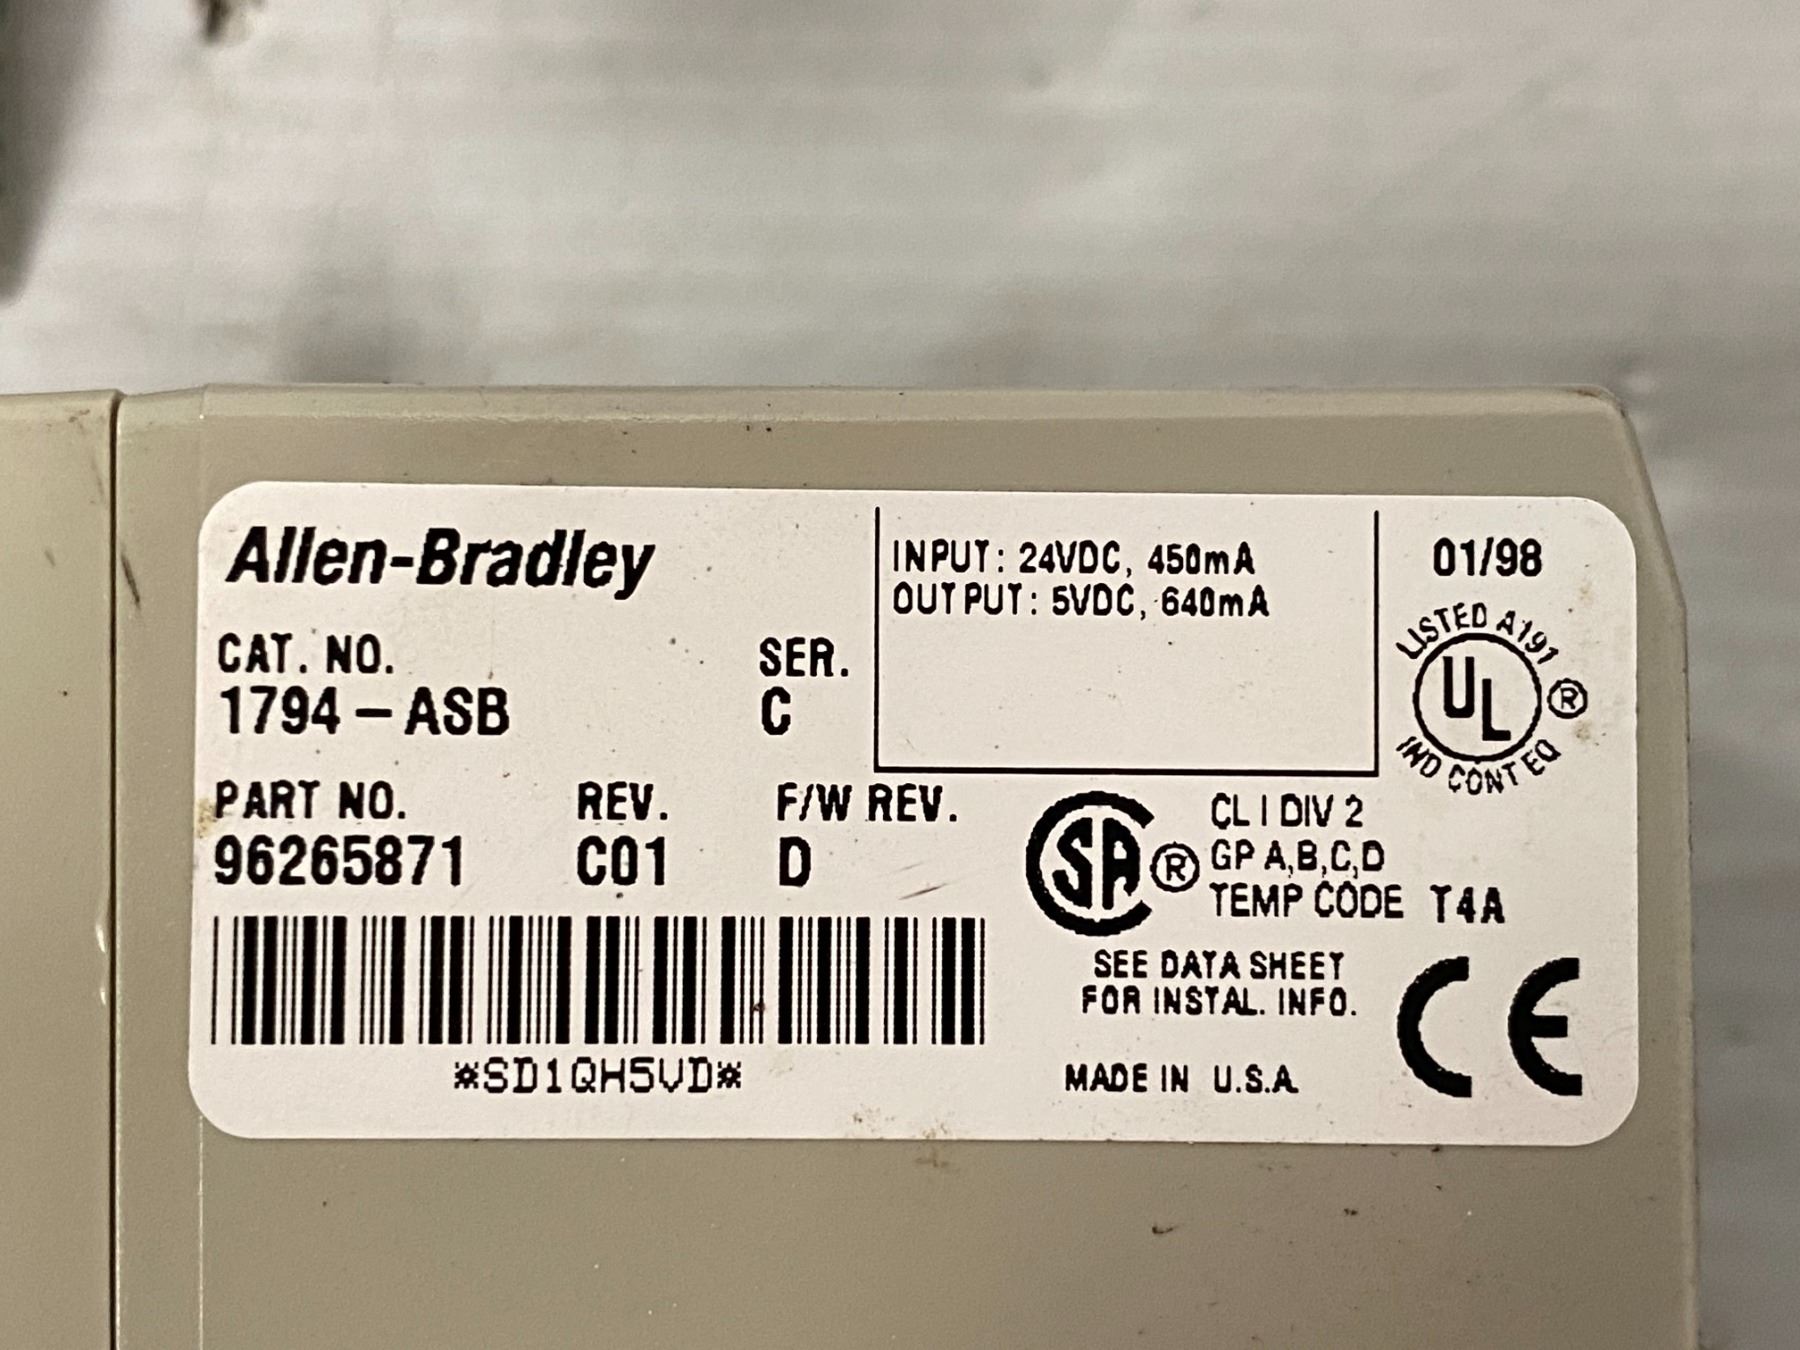 Allen-Bradley
CAT. NO.
SER.
1794-ASB
C
PART NO.
REV.
F/W REV.
96265871
C01
D
*SD1QH5VD*
INPUT: 24VDC, 450mA
OUTPUT: 5VDC, 640mA
01/98
LISTED A191
UL ®
IND CONT EQ
SA ®
CL I DIV 2
GP A,B,C,D
TEMP CODE T4A
SEE DATA SHEET
FOR INSTAL. INFO.
MADE IN U.S.A.
CE